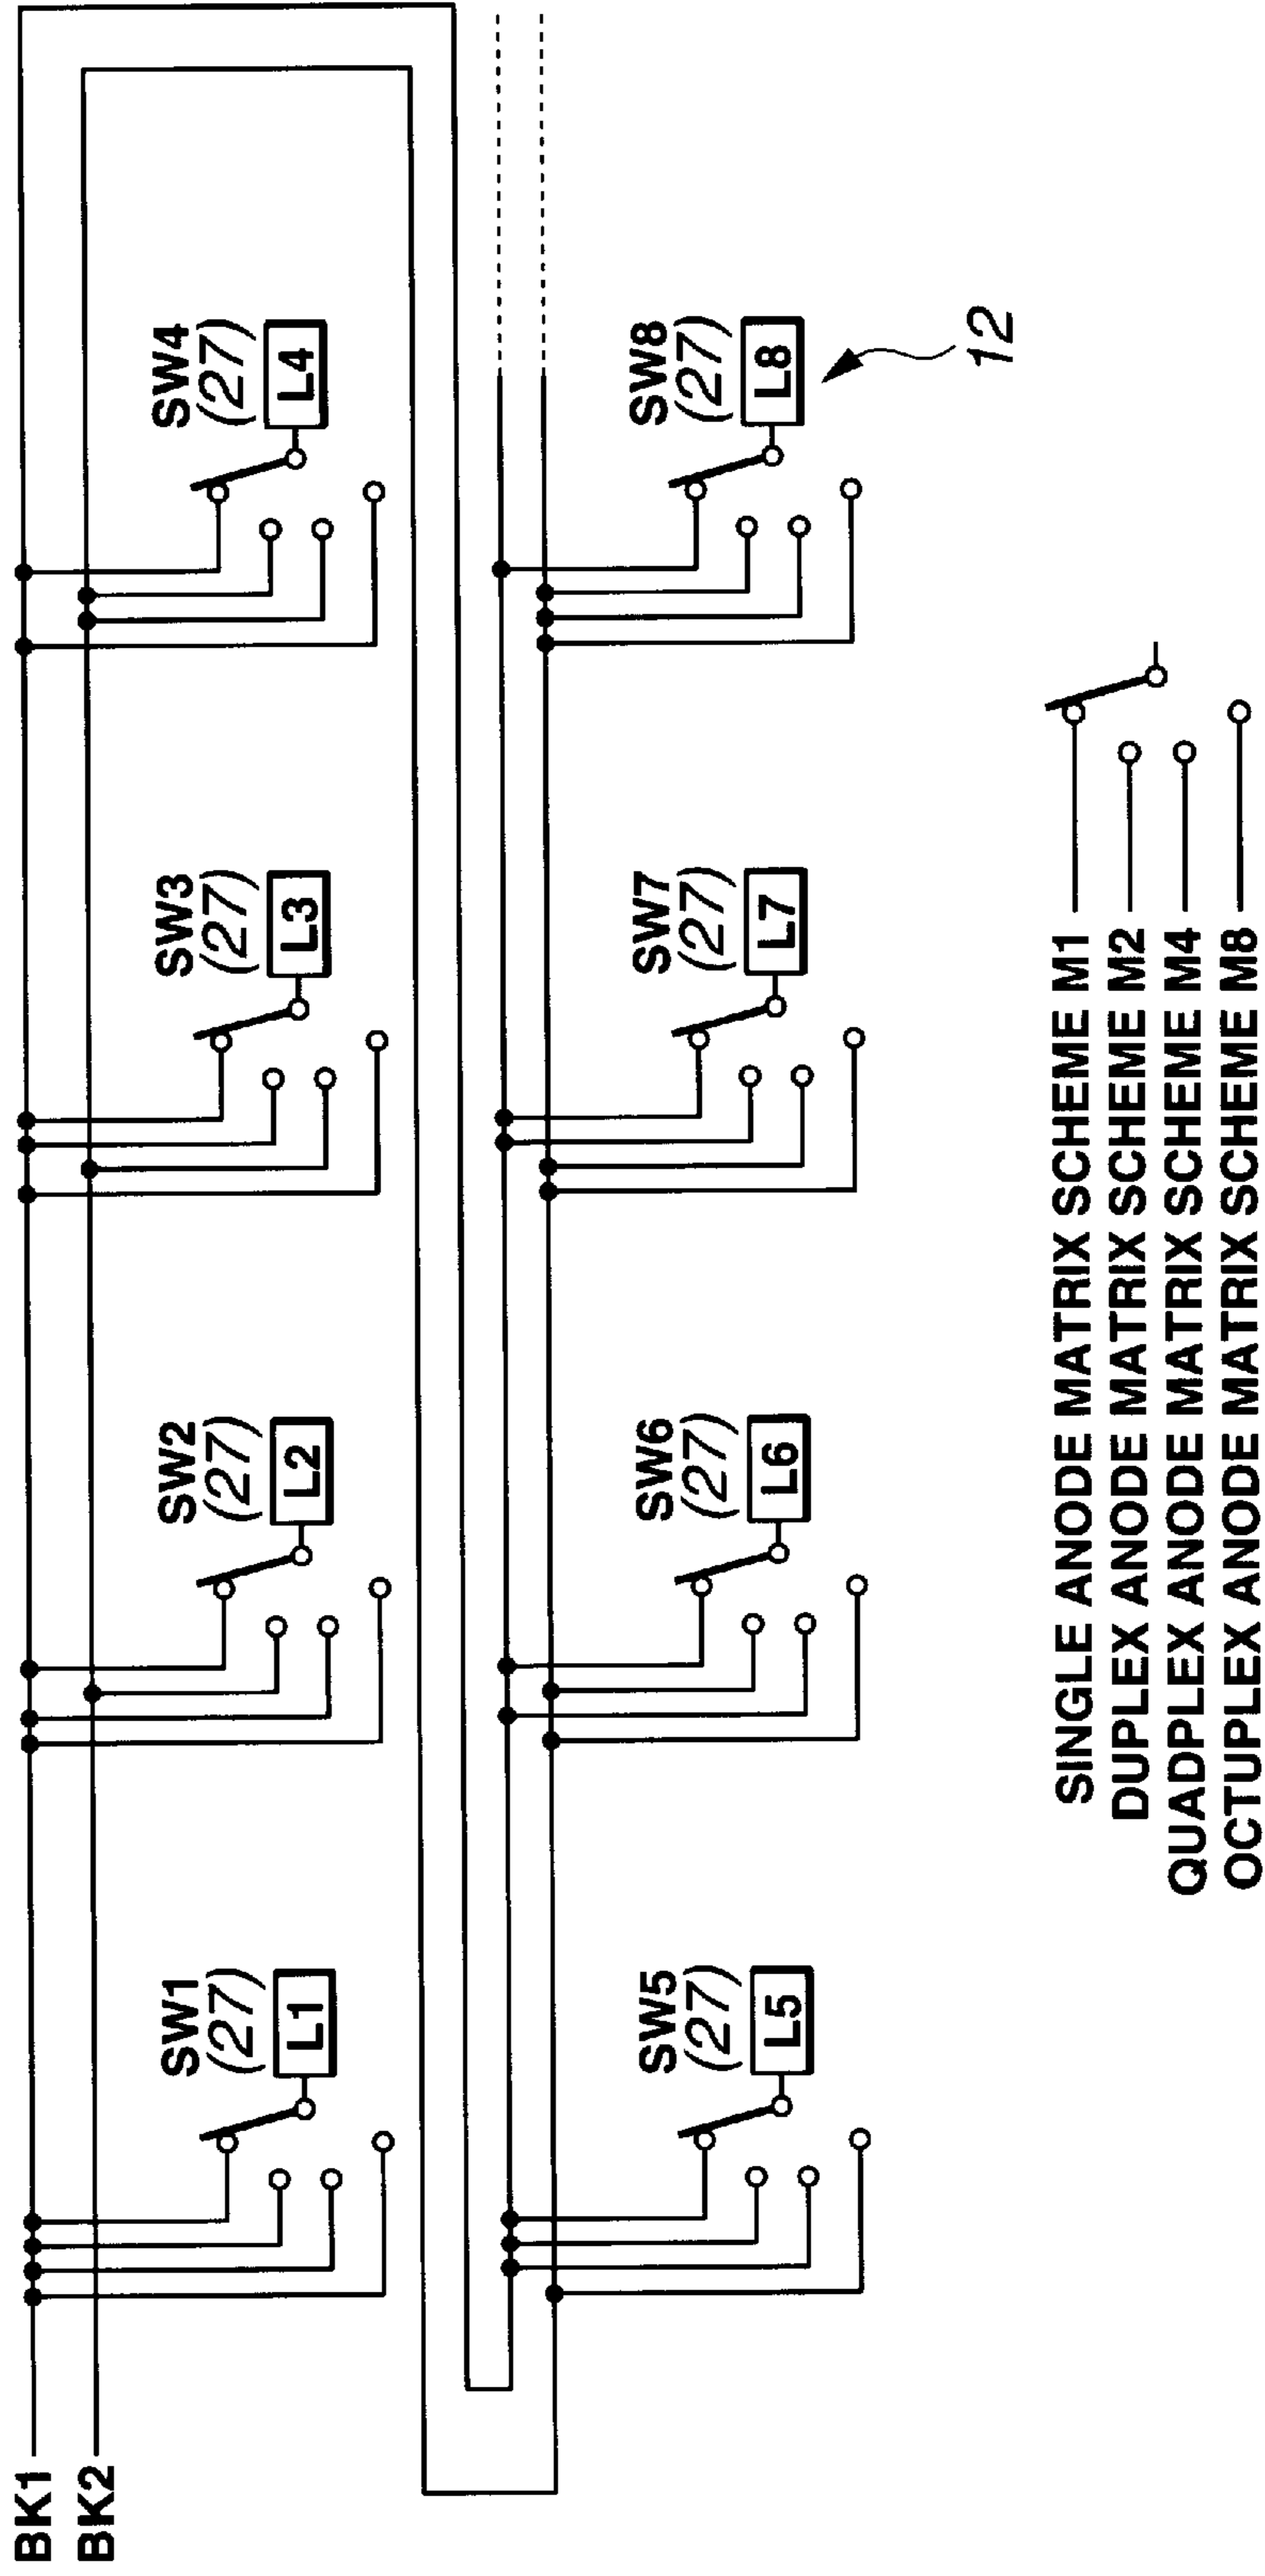 BK1
BK2
SW1
(27)
L1
SW2
(27)
L2
SW3
(27)
L3
SW4
(27)
L4
SW5
(27)
L5
SW6
(27)
L6
SW7
(27)
L7
SW8
(27)
L8
12
SINGLE ANODE MATRIX SCHEME M1
DUPLEX ANODE MATRIX SCHEME M2
QUADPLEX ANODE MATRIX SCHEME M4
OCTUPLEX ANODE MATRIX SCHEME M8